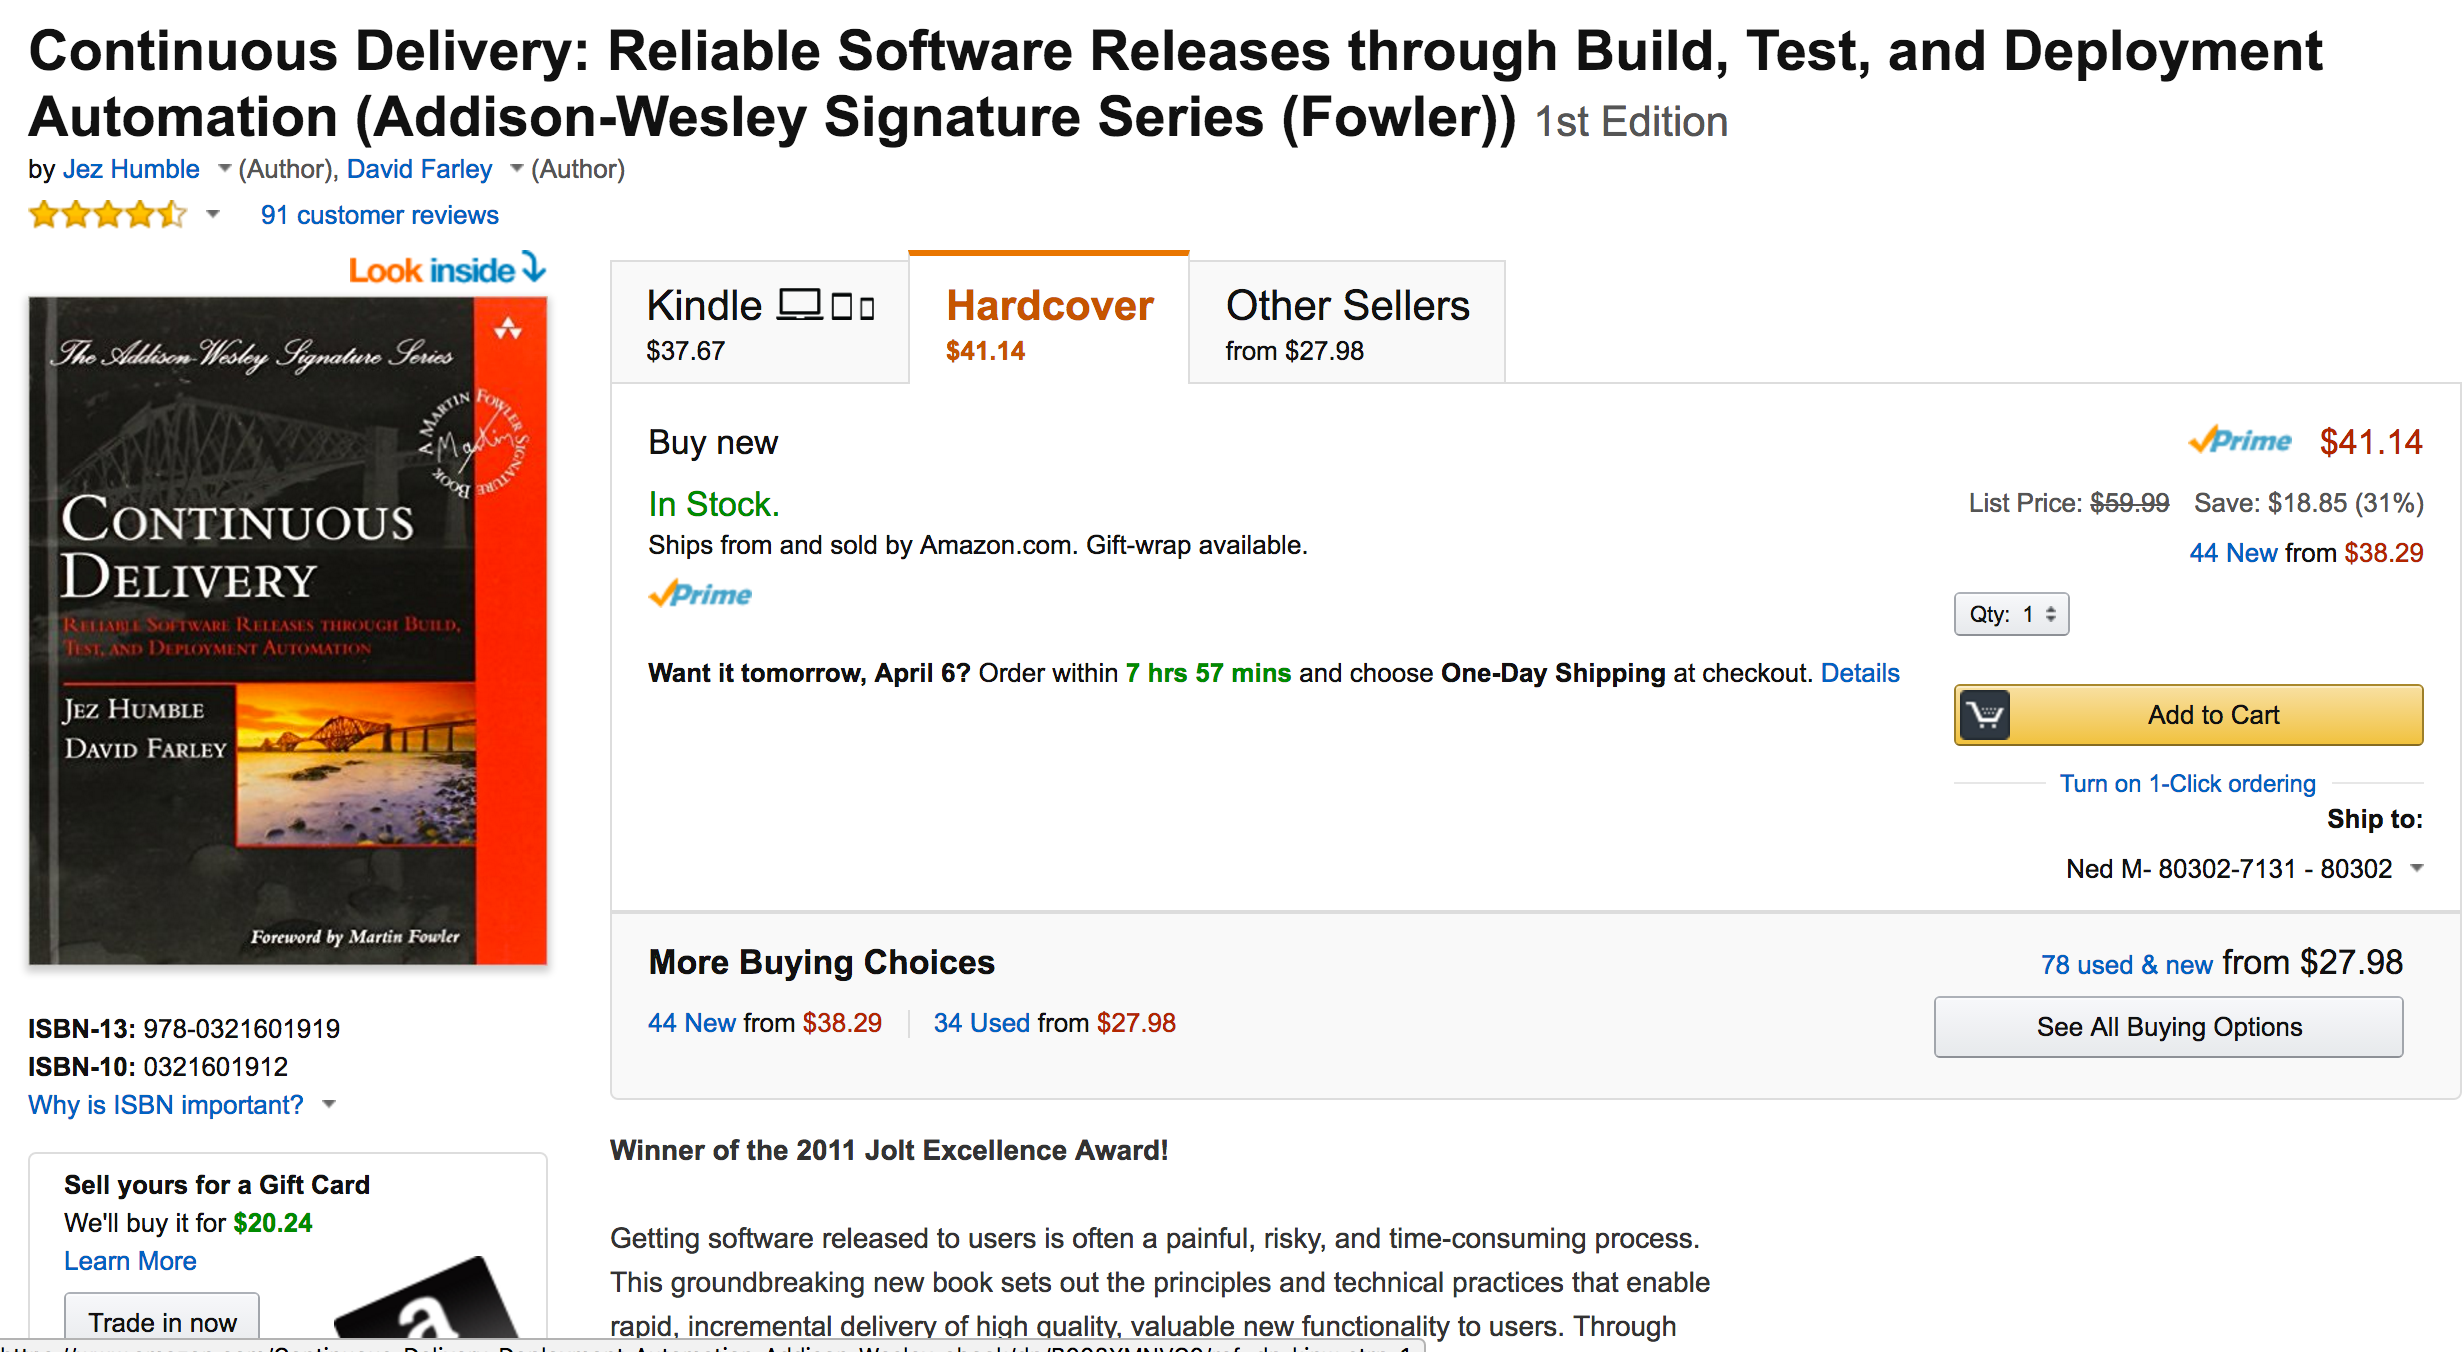 Continuous Delivery: Reliable Software Releases through Build, Test, and Deployment
Automation (Addison-Wesley Signature Series (Fowler)) 1st Edition
by Jez Humble (Author), David Farley (Author)
91 customer reviews
Look inside
The Addison-Wesley Signature Series
A MARTIN FOWLER SIGNATURE BOOK
Martin
CONTINUOUS
DELIVERY
RELIABLE SOFTWARE RELEASES THROUGH BUILD,
TEST, AND DEPLOYMENT AUTOMATION
JEZ HUMBLE
DAVID FARLEY
Foreword by Martin Fowler
ISBN-13: 978-0321601919
ISBN-10: 0321601912
Why is ISBN important?
Sell yours for a Gift Card
We'll buy it for $20.24
Learn More
Trade in now
a
Kindle
$37.67
Hardcover
$41.14
Other Sellers
from $27.98
Buy new
In Stock.
Ships from and sold by Amazon.com. Gift-wrap available.
Prime
Want it tomorrow, April 6? Order within 7 hrs 57 mins and choose One-Day Shipping at checkout. Details
Prime $41.14
List Price: $59.99 Save: $18.85 (31%)
44 New from $38.29
Qty: 1
Add to Cart
Turn on 1-Click ordering
Ship to:
Ned M- 80302-7131 - 80302
More Buying Choices
44 New from $38.29
34 Used from $27.98
78 used & new from $27.98
See All Buying Options
Winner of the 2011 Jolt Excellence Award!
Getting software released to users is often a painful, risky, and time-consuming process.
This groundbreaking new book sets out the principles and technical practices that enable
rapid, incremental delivery of high quality, valuable new functionality to users. Through